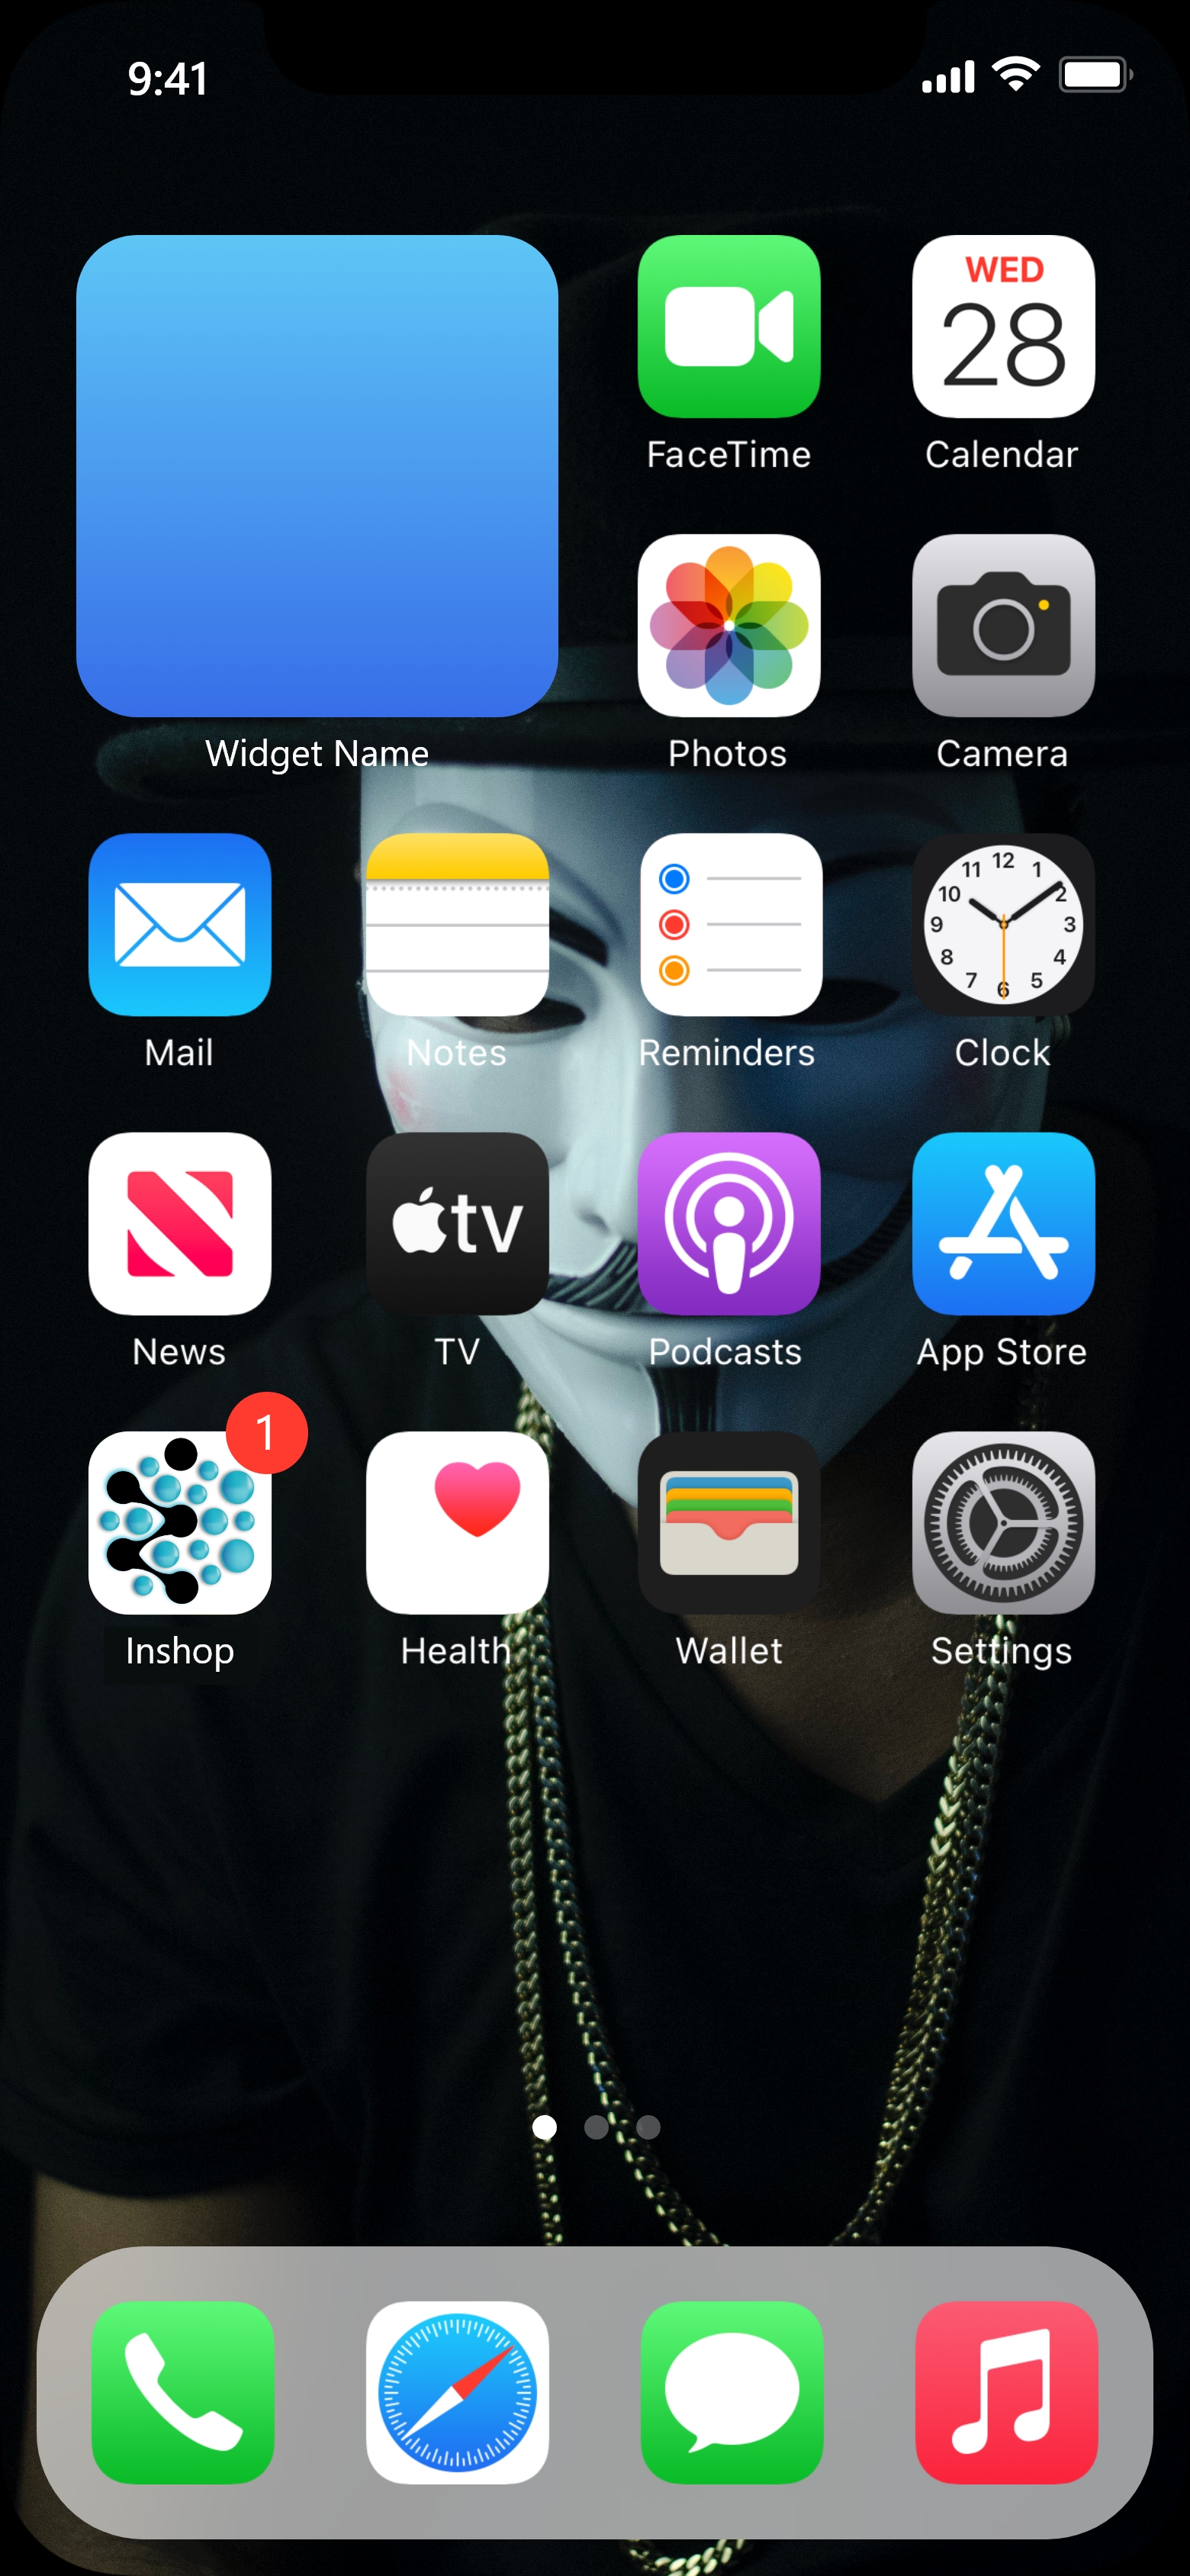 9:41
WED
28
FaceTime
Calendar
Photos
Camera
Widget Name
12
11
1
10
2
9
3
8
4
7
5
6
Mail
Notes
Reminders
Clock
tv
News
TV
Podcasts
App Store
1
Inshop
Health
Wallet
Settings